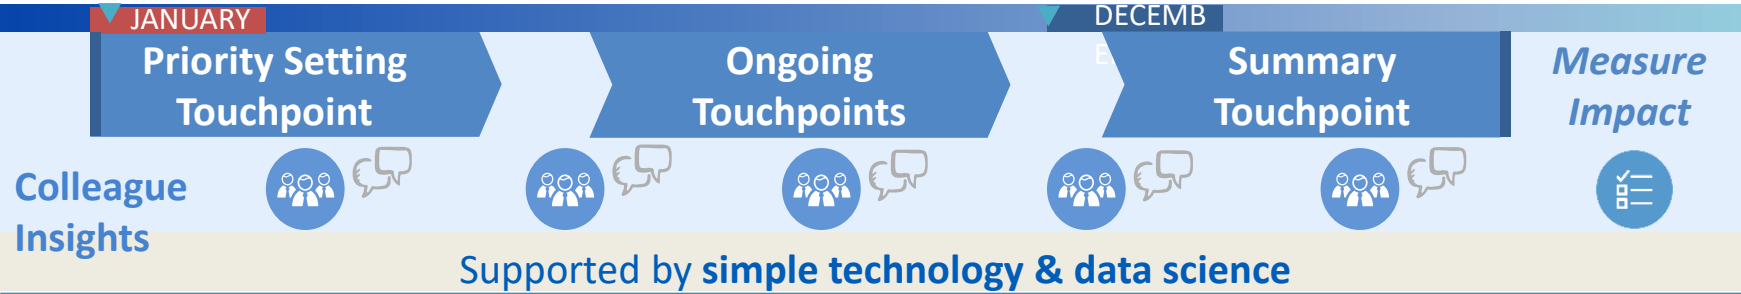 JANUARY
DECEMB
E
Priority Setting
Touchpoint
Ongoing
Touchpoints
Summary
Touchpoint
Measure
Impact
Colleague
Insights
Supported by simple technology & data science